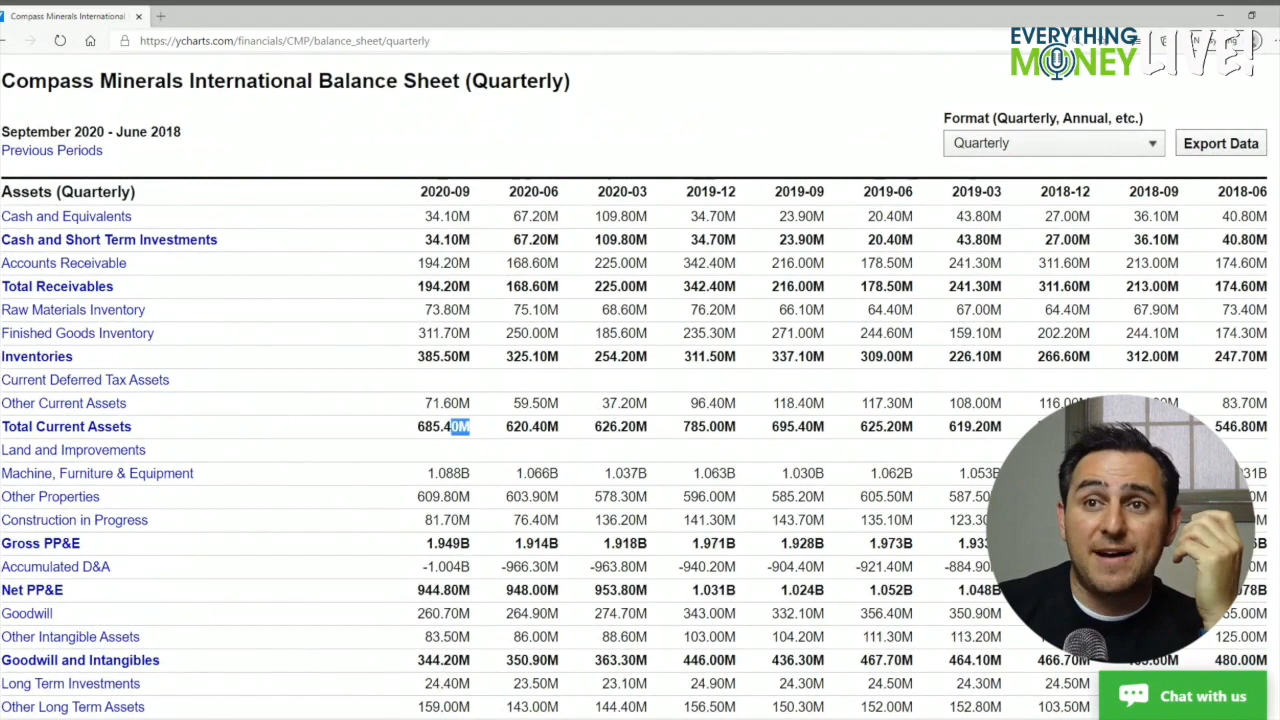 Compass Minerals International
https://ycharts.com/financials/CMP/balance_sheet/quarterly
EVERYTHING
MONEY LIVE!
Compass Minerals International Balance Sheet (Quarterly)
September 2020 - June 2018
Previous Periods
Format (Quarterly, Annual, etc.)
Quarterly
Export Data
Assets (Quarterly) 2020-09 2020-06 2020-03 2019-12 2019-09 2019-06 2019-03 2018-12 2018-09 2018-06
Cash and Equivalents 34.10M 67.20M 109.80M 34.70M 23.90M 20.40M 43.80M 27.00M 36.10M 40.80M
Cash and Short Term Investments 34.10M 67.20M 109.80M 34.70M 23.90M 20.40M 43.80M 27.00M 36.10M 40.80M
Accounts Receivable 194.20M 168.60M 225.00M 342.40M 216.00M 178.50M 241.30M 311.60M 213.00M 174.60M
Total Receivables 194.20M 168.60M 225.00M 342.40M 216.00M 178.50M 241.30M 311.60M 213.00M 174.60M
Raw Materials Inventory 73.80M 75.10M 68.60M 76.20M 66.10M 64.40M 67.00M 64.40M 67.90M 73.40M
Finished Goods Inventory 311.70M 250.00M 185.60M 235.30M 271.00M 244.60M 159.10M 202.20M 244.10M 174.30M
Inventories 385.50M 325.10M 254.20M 311.50M 337.10M 309.00M 226.10M 266.60M 312.00M 247.70M
Current Deferred Tax Assets
Other Current Assets 71.60M 59.50M 37.20M 96.40M 118.40M 117.30M 108.00M 116.00M 83.70M
Total Current Assets 685.40M 620.40M 626.20M 785.00M 695.40M 625.20M 619.20M 546.80M
Land and Improvements
Machine, Furniture & Equipment 1.088B 1.066B 1.037B 1.063B 1.030B 1.062B 1.053B
Other Properties 609.80M 603.90M 578.30M 596.00M 585.20M 605.50M 587.50
Construction in Progress 81.70M 76.40M 136.20M 141.30M 143.70M 135.10M 123.30
Gross PP&E 1.949B 1.914B 1.918B 1.971B 1.928B 1.973B 1.933
Accumulated D&A -1.004B -966.30M -963.80M -940.20M -904.40M -921.40M -884.90
Net PP&E 944.80M 948.00M 953.80M 1.031B 1.024B 1.052B 1.048B
Goodwill 260.70M 264.90M 274.70M 343.00M 332.10M 356.40M 350.90M
Other Intangible Assets 83.50M 86.00M 88.60M 103.00M 104.20M 111.30M 113.20M 125.00M
Goodwill and Intangibles 344.20M 350.90M 363.30M 446.00M 436.30M 467.70M 464.10M 466.70M 480.00M
Long Term Investments 24.40M 23.50M 23.10M 24.90M 24.30M 24.50M 24.30M 24.50M
Other Long Term Assets 159.00M 143.00M 144.40M 156.50M 150.30M 152.00M 152.80M 103.50M
Chat with us